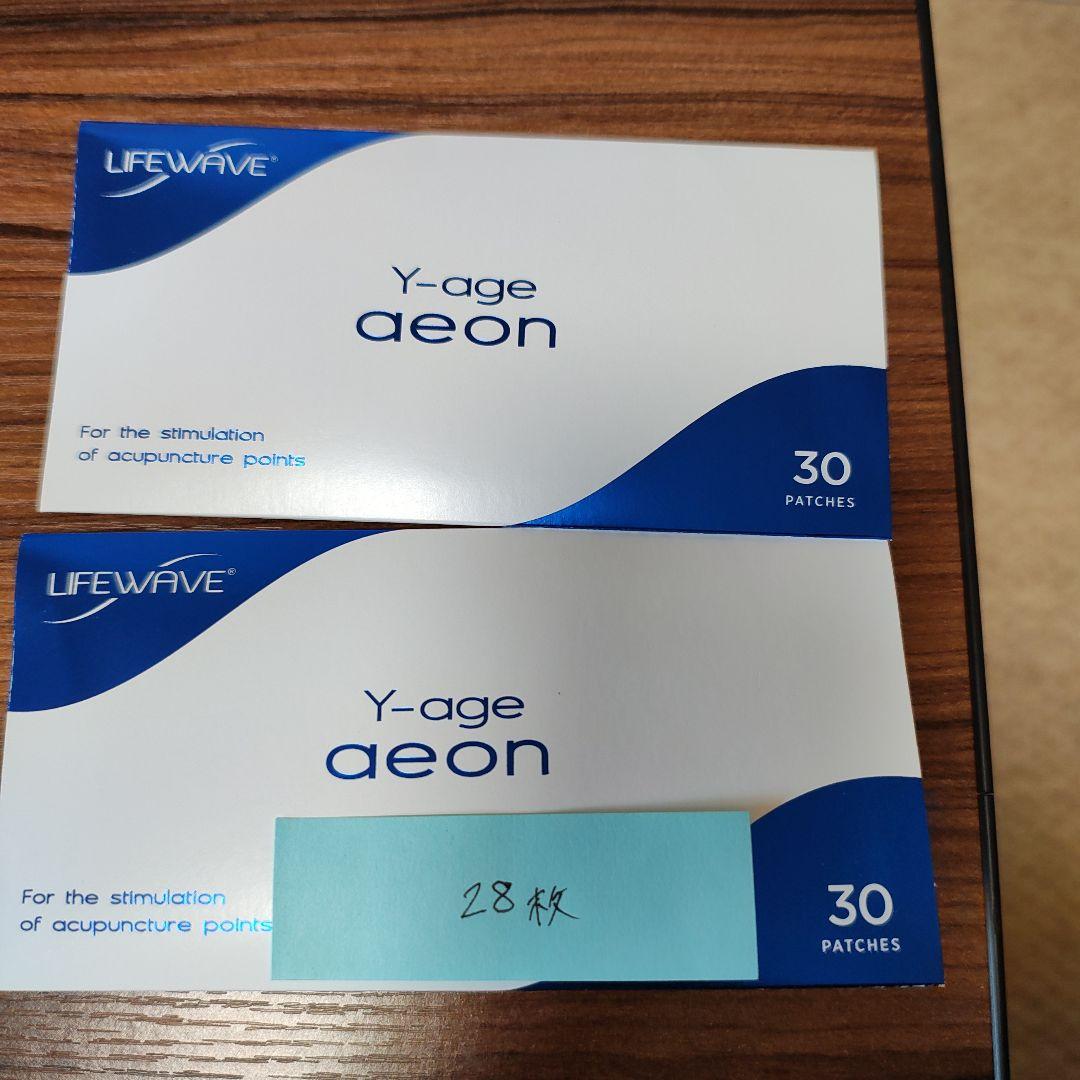 LIFEWAVE®
Y-age
aeon
For the stimulation
of acupuncture points
30
PATCHES
LIFEWAVE®
Y-age
aeon
28枚
For the stimulation
of acupuncture points
30
PATCHES